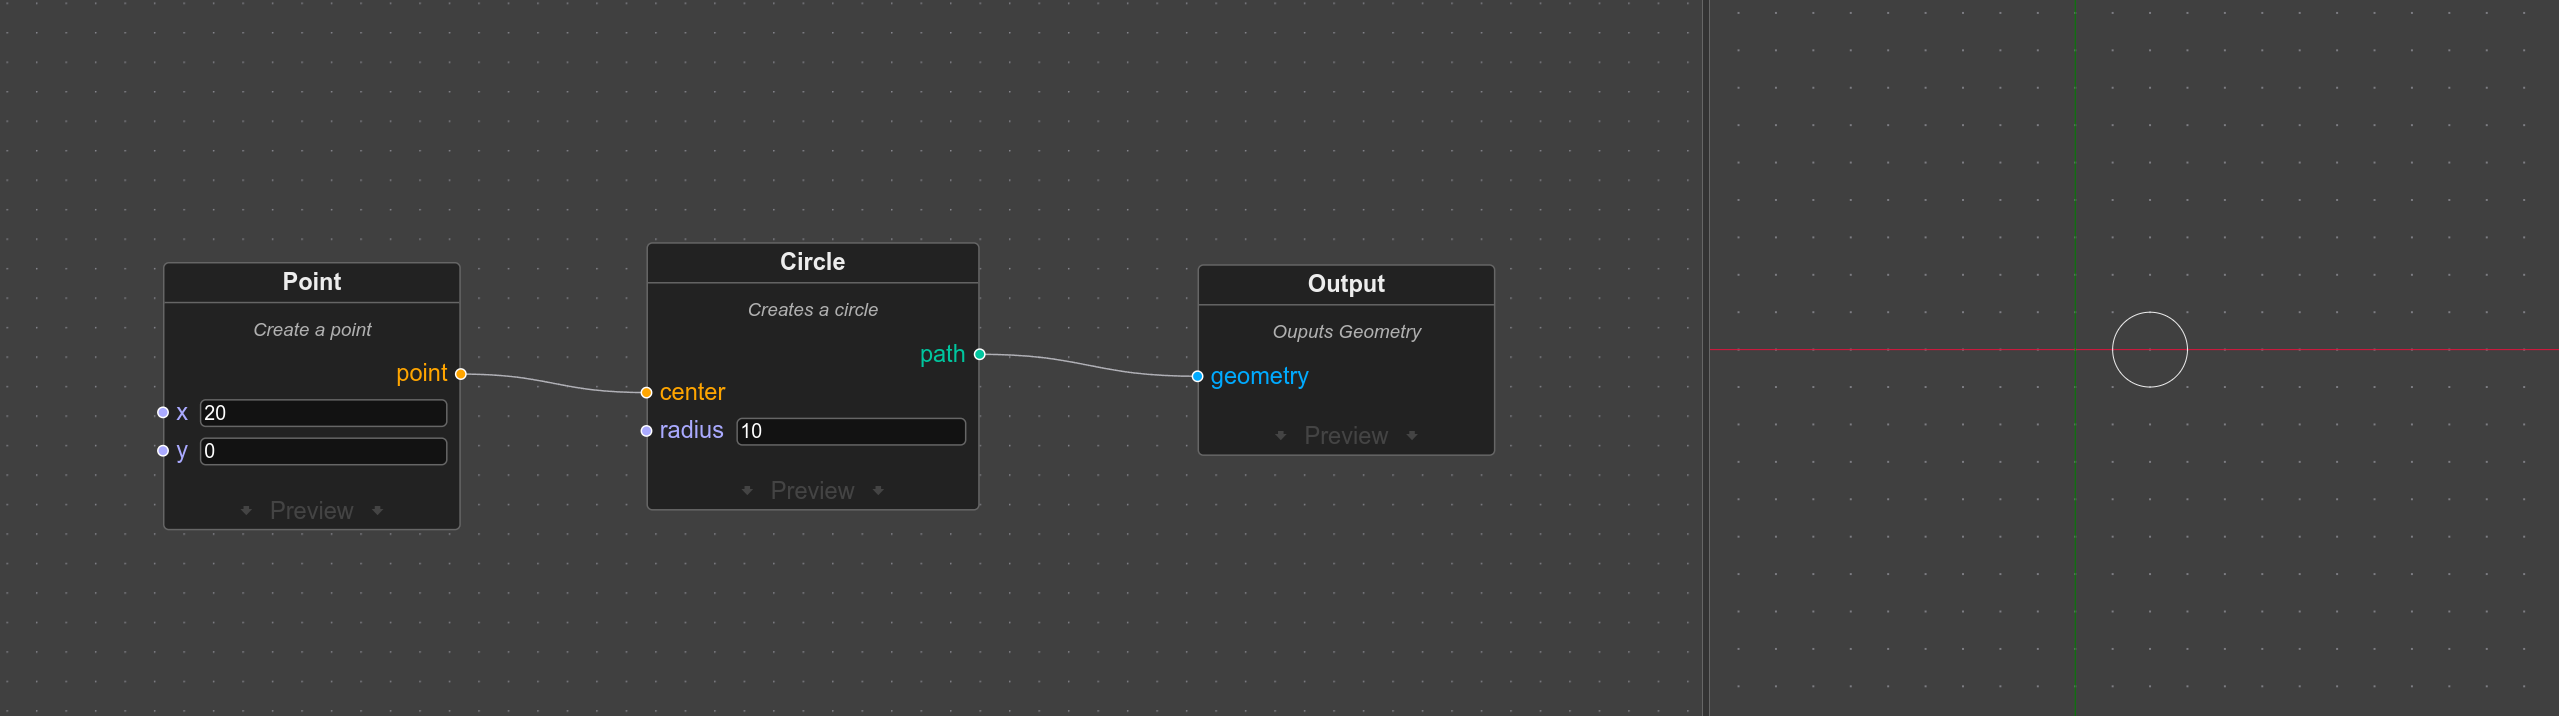 Point
Create a point
point
x 20
y 0
Preview
Circle
Creates a circle
path
center
radius 10
Preview
Output
Ouputs Geometry
geometry
Preview